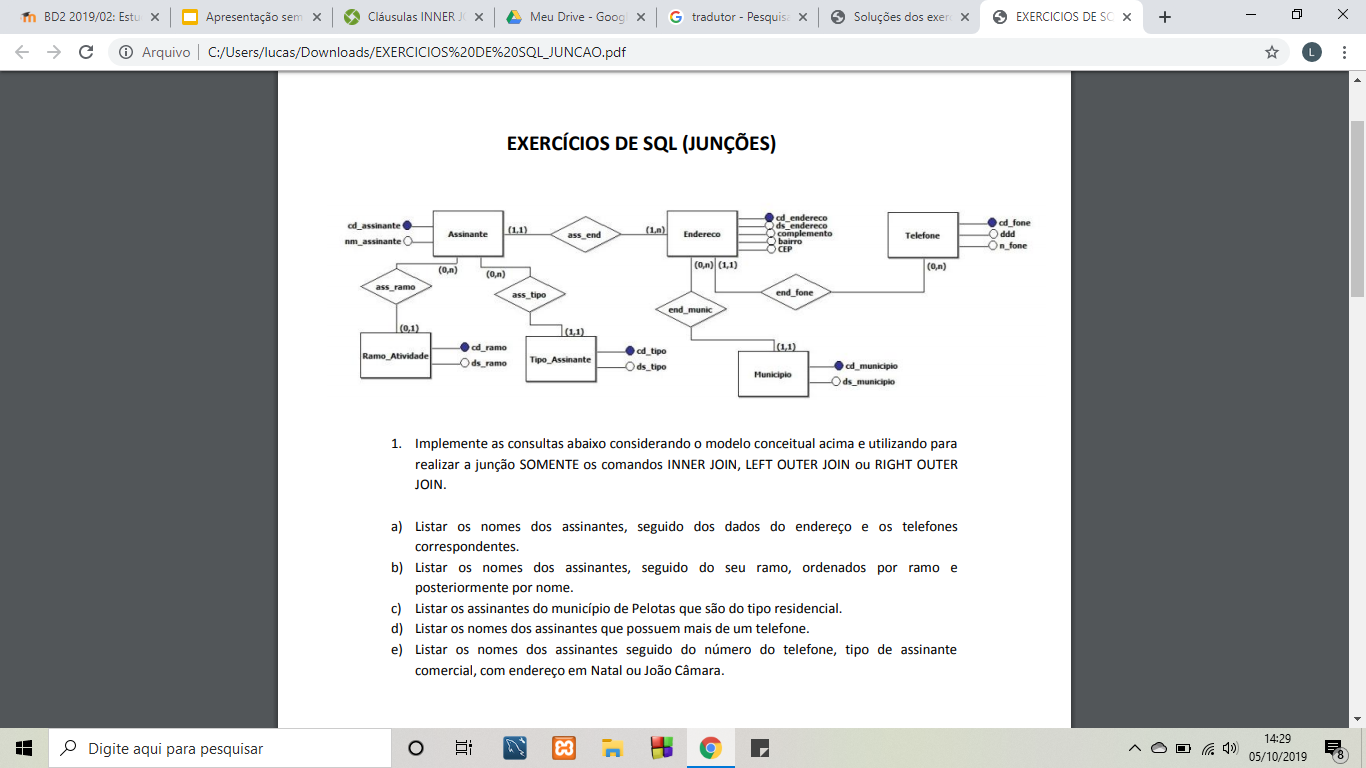 BD2 2019/02: Estu
Apresentação sem
Cláusulas INNER J
Meu Drive - Goog
tradutor - Pesquisa
Soluções dos exer
EXERCICIOS DE SC
Arquivo
C:/Users/lucas/Downloads/EXERCICIOS%20DE%20SQL_JUNCAO.pdf
L
EXERCÍCIOS DE SQL (JUNÇÕES)
cd_assinante
nm_assinante
Assinante
(1,1)
ass_end
(1,n)
Endereco
cd_endereco
ds_endereco
complemento
bairro
CEP
Telefone
cd_fone
ddd
n_fone
(0,n)
(0,n)
(0,n)
(1,1)
(0,n)
ass_ramo
ass_tipo
end_fone
end_munic
(0,1)
(1,1)
(1,1)
Ramo_Atividade
cd_ramo
ds_ramo
Tipo_Assinante
cd_tipo
ds_tipo
Municipio
cd_municipio
ds_municipio
1. Implemente as consultas abaixo considerando o modelo conceitual acima e utilizando para
realizar a junção SOMENTE os comandos INNER JOIN, LEFT OUTER JOIN ou RIGHT OUTER
JOIN.
a) Listar os nomes dos assinantes, seguido dos dados do endereço e os telefones
correspondentes.
b) Listar os nomes dos assinantes, seguido do seu ramo, ordenados por ramo e
posteriormente por nome.
c) Listar os assinantes do município de Pelotas que são do tipo residencial.
d) Listar os nomes dos assinantes que possuem mais de um telefone.
e) Listar os nomes dos assinantes seguido do número do telefone, tipo de assinante
comercial, com endereço em Natal ou João Câmara.
Digite aqui para pesquisar
14:29
05/10/2019
8